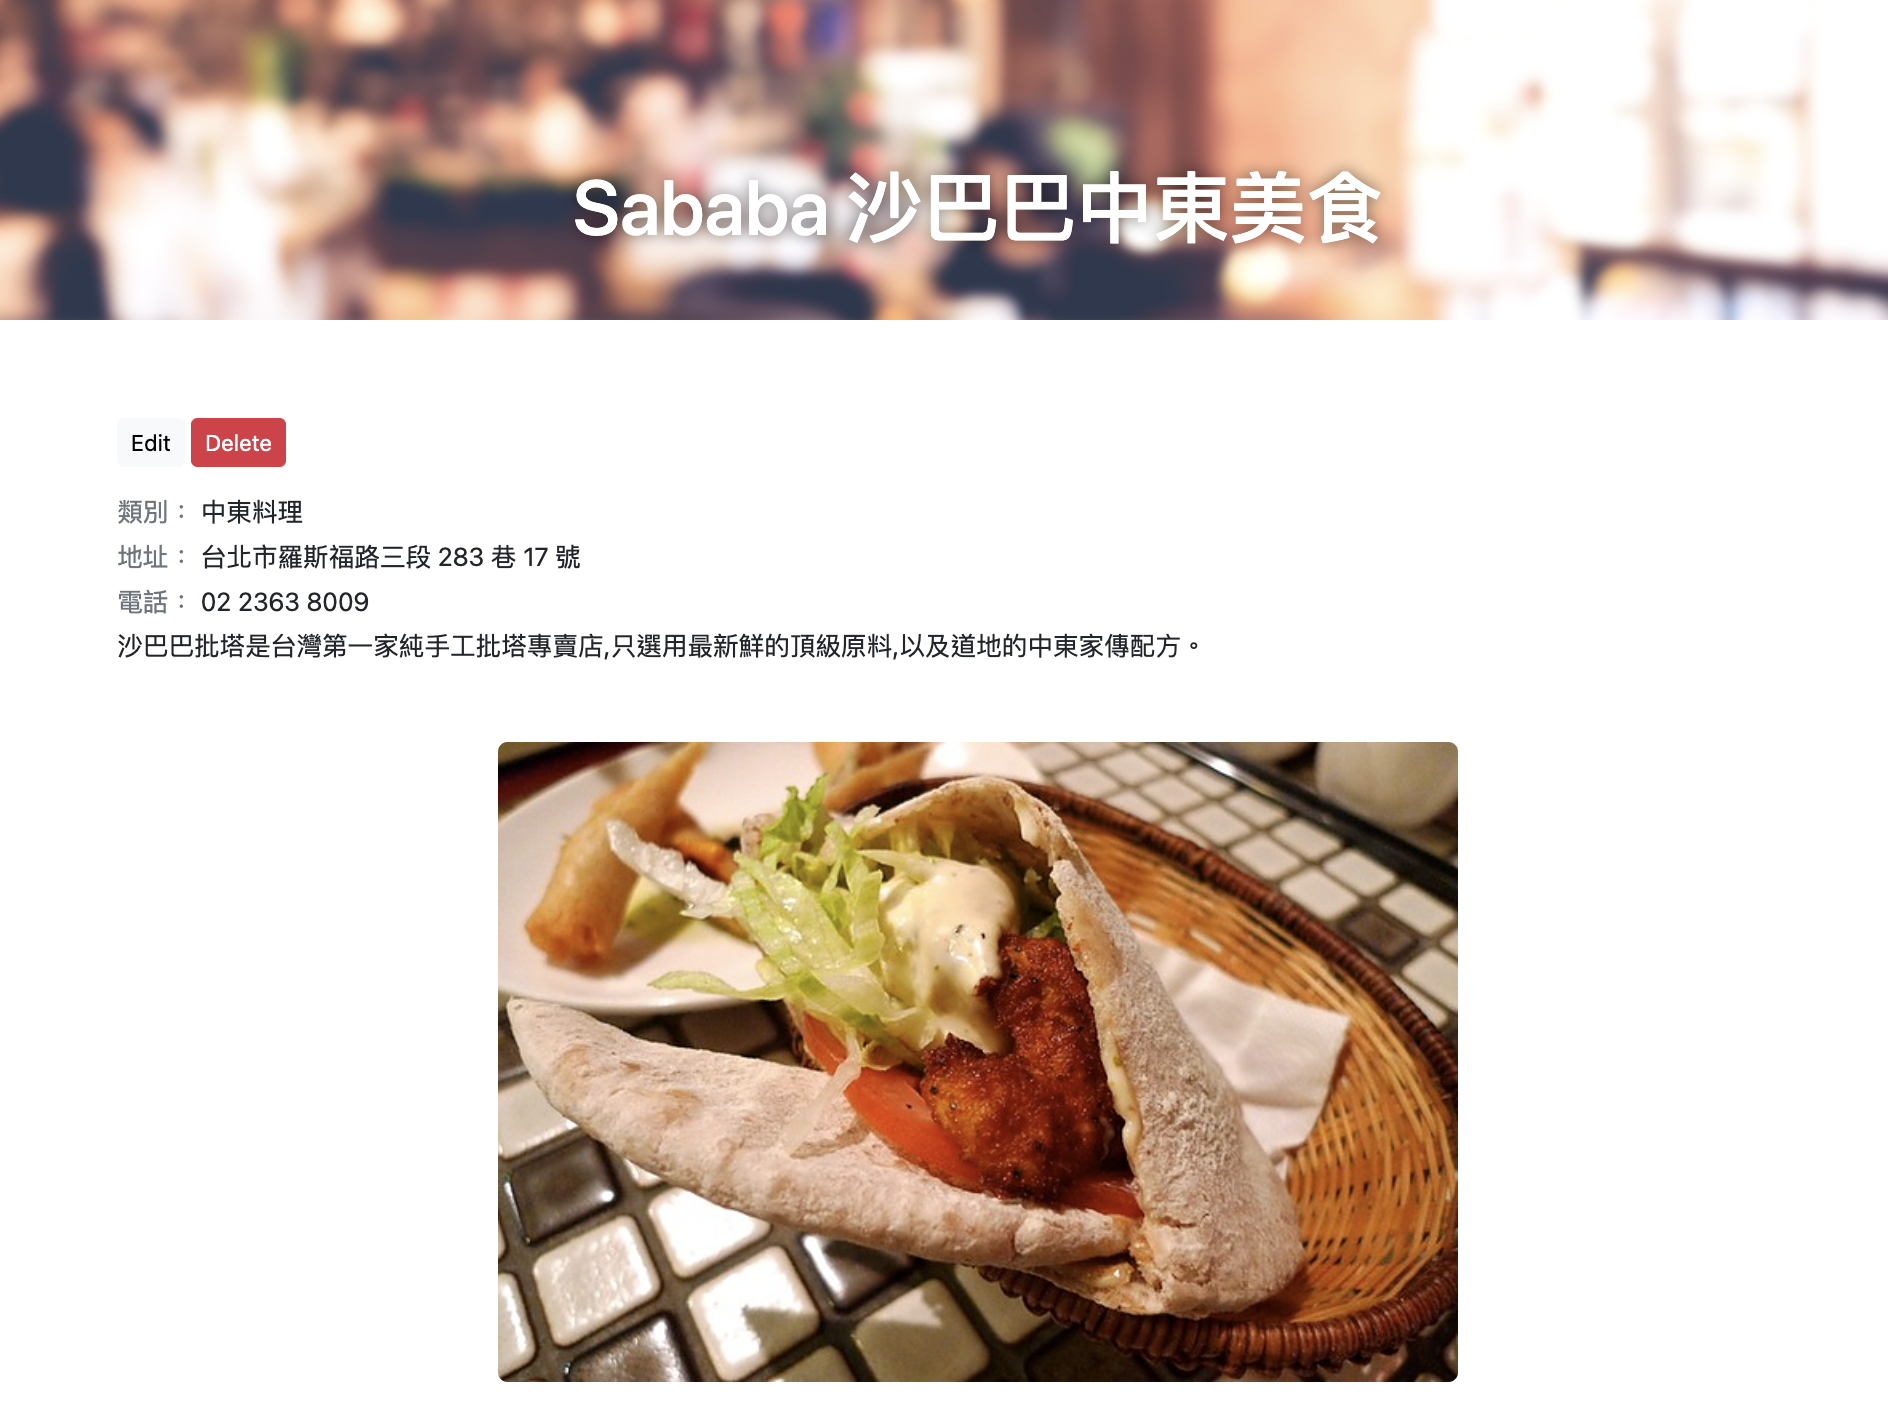 Sababa 沙巴巴中東美食
Edit Delete
類別： 中東料理
地址： 台北市羅斯福路三段 283 巷 17 號
電話： 02 2363 8009
沙巴巴批塔是台灣第一家純手工批塔專賣店,只選用最新鮮的頂級原料,以及道地的中東家傳配方。